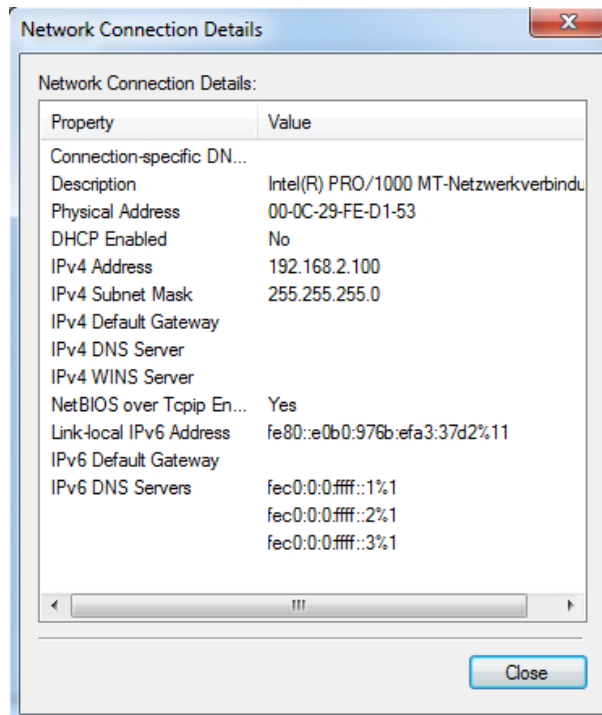 Network Connection Details
Network Connection Details:
Property Value
Connection-specific DN...
Description Intel(R) PRO/1000 MT-Netzwerkverbindu
Physical Address 00-0C-29-FE-D1-53
DHCP Enabled No
IPv4 Address 192.168.2.100
IPv4 Subnet Mask 255.255.255.0
IPv4 Default Gateway
IPv4 DNS Server
IPv4 WINS Server
NetBIOS over Tcpip En... Yes
Link-local IPv6 Address fe80::e0b0:976b:efa3:37d2%11
IPv6 Default Gateway
IPv6 DNS Servers fec0:0:0:ffff::1%1
fec0:0:0:ffff::2%1
fec0:0:0:ffff::3%1
Close